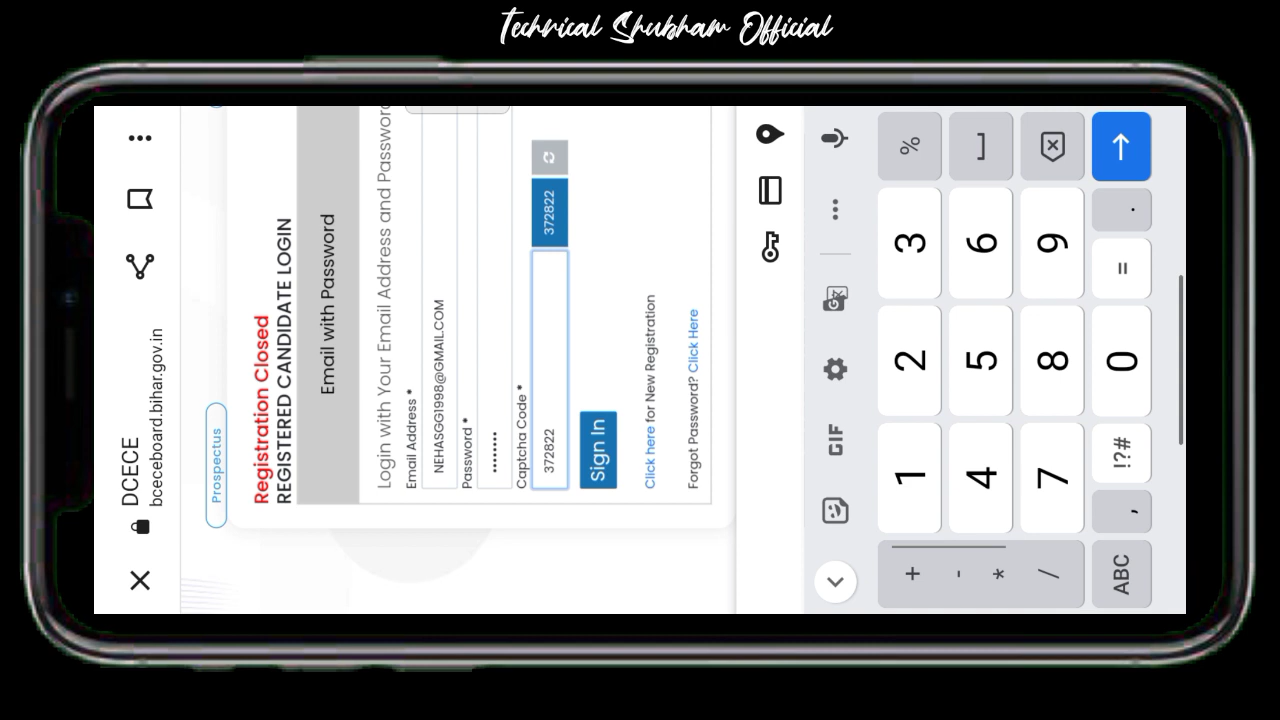 Technical Shubham Official
DCECE
bceceboard.bihar.gov.in
Prospectus
Registration Closed
REGISTERED CANDIDATE LOGIN
Email with Password
Login with Your Email Address and Password
Email Address *
NEHASGG1998@GMAIL.COM
Password *
••••••••
Captcha Code *
372822
372822
Sign In
Click here for New Registration
Forgot Password? Click Here
GIF
+ 1 2 3 %
- 4 5 6
* 7 8 9
/
ABC , !?# 0 = .